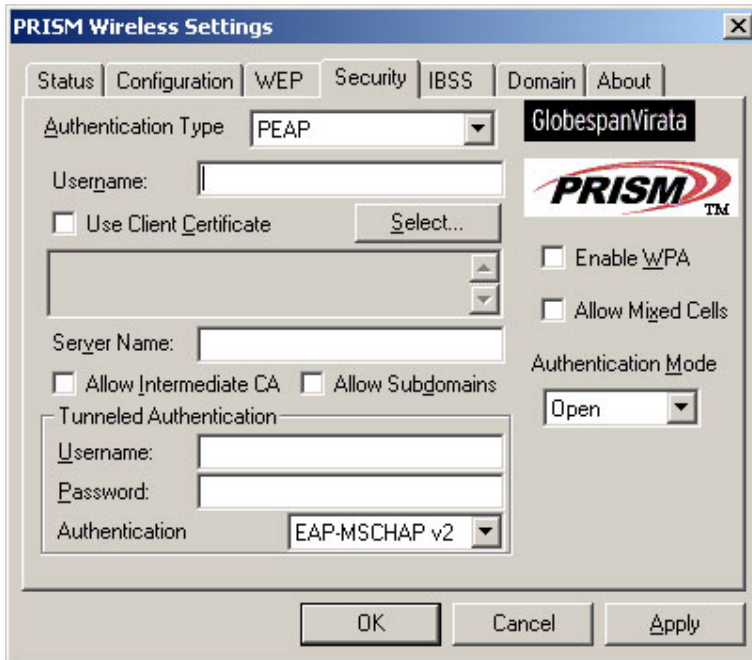 PRISM Wireless Settings
Status Configuration WEP Security IBSS Domain About
Authentication Type PEAP
GlobespanVirata
PRISM TM
Username:
Use Client Certificate Select...
Enable WPA
Allow Mixed Cells
Server Name:
Allow Intermediate CA Allow Subdomains
Authentication Mode
Open
Tunneled Authentication
Username:
Password:
Authentication EAP-MSCHAP v2
OK Cancel Apply